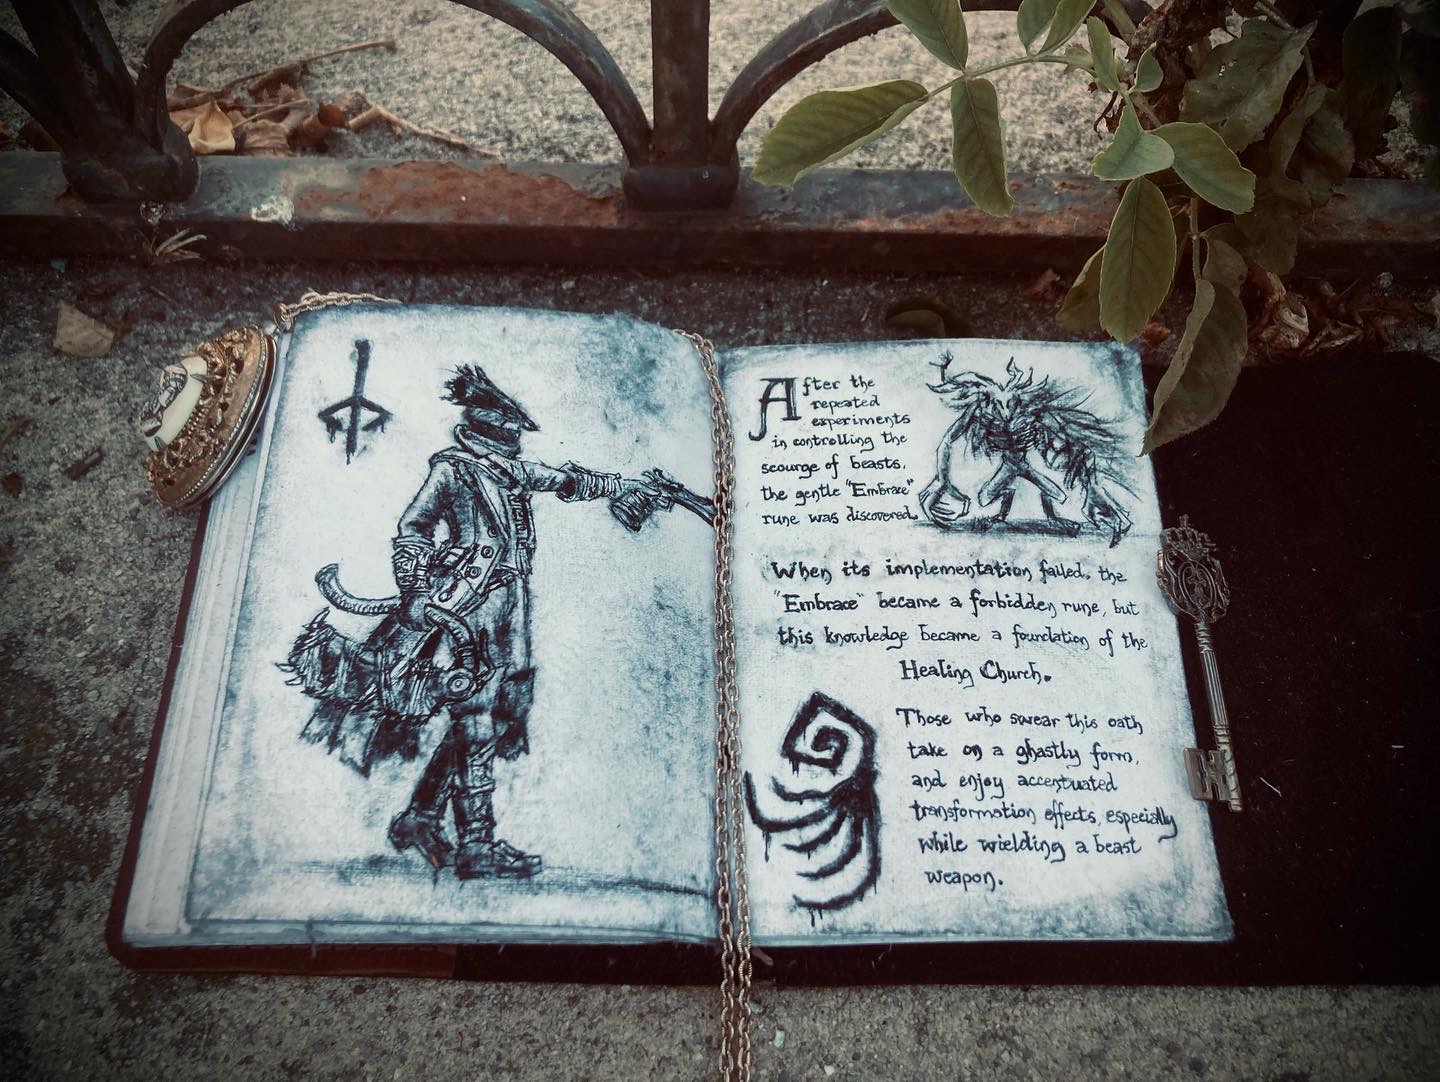 After the
repeated
experiments
in controlling the
scourge of beasts,
the gentle "Embrace"
rune was discovered.
When its implementation failed, the
"Embrace" became a forbidden rune, but
this knowledge became a foundation of the
Healing Church.
Those who swear this oath
take on a ghastly form,
and enjoy accentuated
transformation effects, especially
while wielding a beast
weapon.